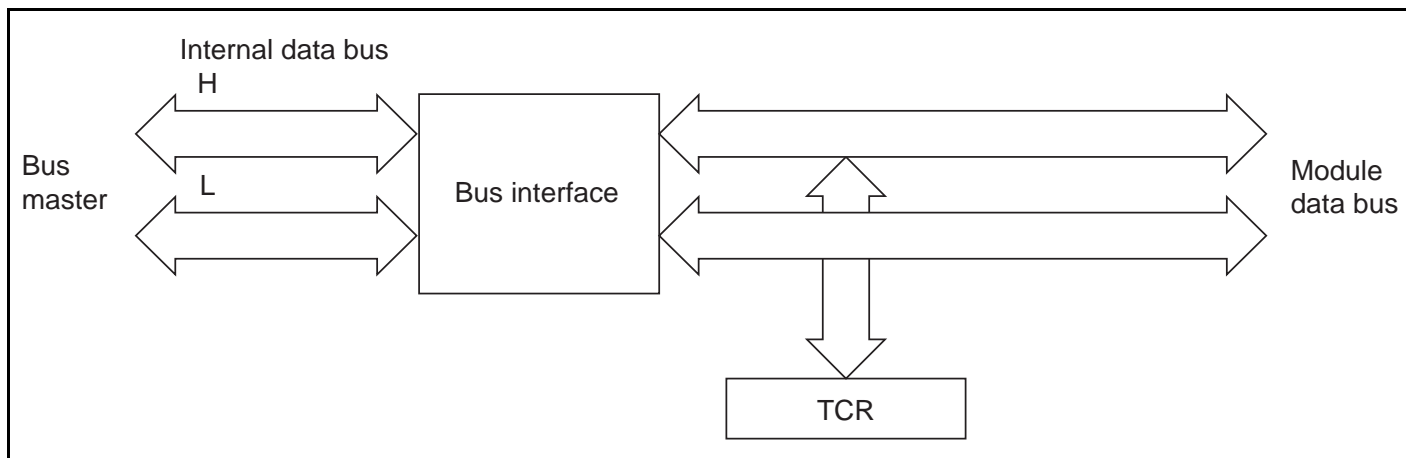 Internal data bus
H
Bus
master
L
Bus interface
Module
data bus
TCR